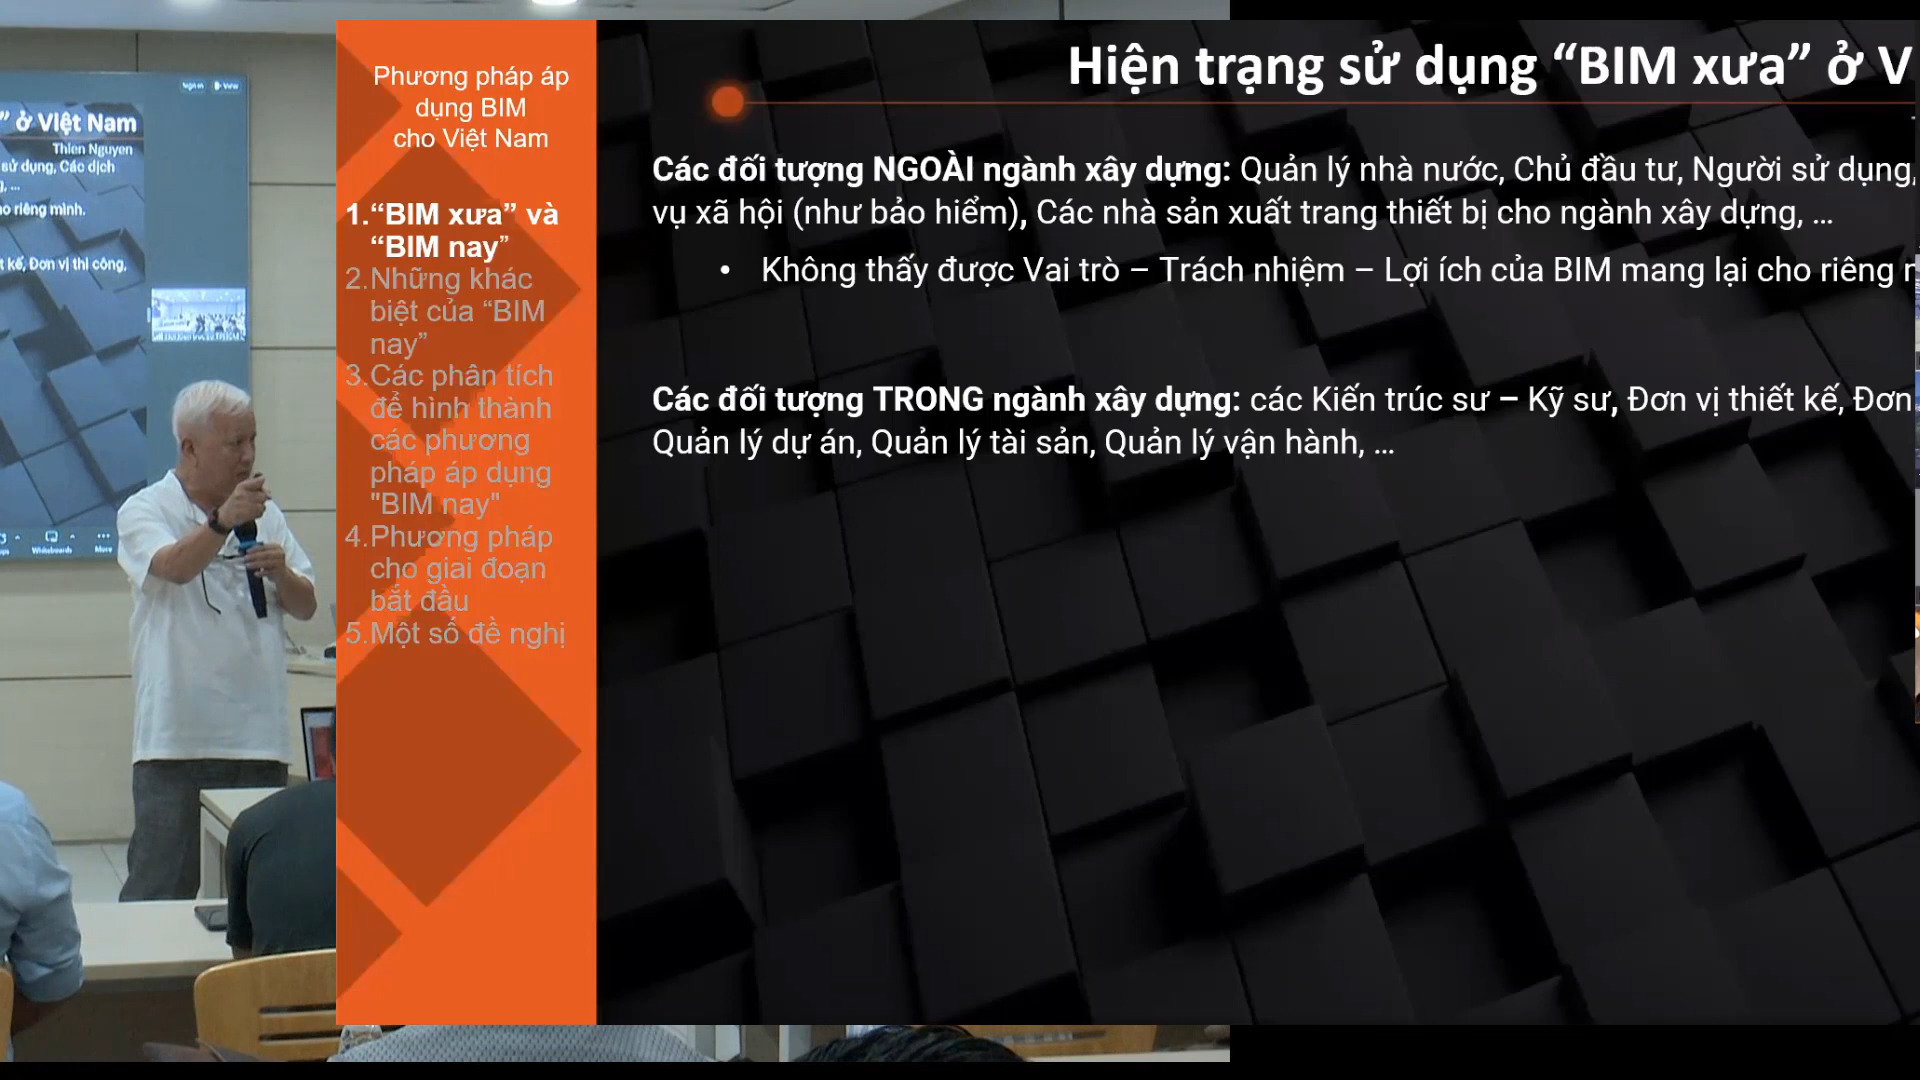 Phương pháp áp
dụng BIM
cho Việt Nam
1.“BIM xưa” và
“BIM nay”
2.Những khác
biệt của “BIM
nay”
3.Các phân tích
để hình thành
các phương
pháp áp dụng
"BIM nay"
4.Phương pháp
cho giai đoạn
bắt đầu
5.Một số đề nghị
Hiện trạng sử dụng “BIM xưa” ở V
Các đối tượng NGOÀI ngành xây dựng: Quản lý nhà nước, Chủ đầu tư, Người sử dụng,
vụ xã hội (như bảo hiểm), Các nhà sản xuất trang thiết bị cho ngành xây dựng, ...
• Không thấy được Vai trò – Trách nhiệm – Lợi ích của BIM mang lại cho riêng
Các đối tượng TRONG ngành xây dựng: các Kiến trúc sư – Kỹ sư, Đơn vị thiết kế, Đơn
Quản lý dự án, Quản lý tài sản, Quản lý vận hành, ...
Sign in View
” ở Việt Nam
Thien Nguyen
sử dụng, Các dịch
g, ...
o riêng mình.
t kế, Đơn vị thi công,
Whiteboards More